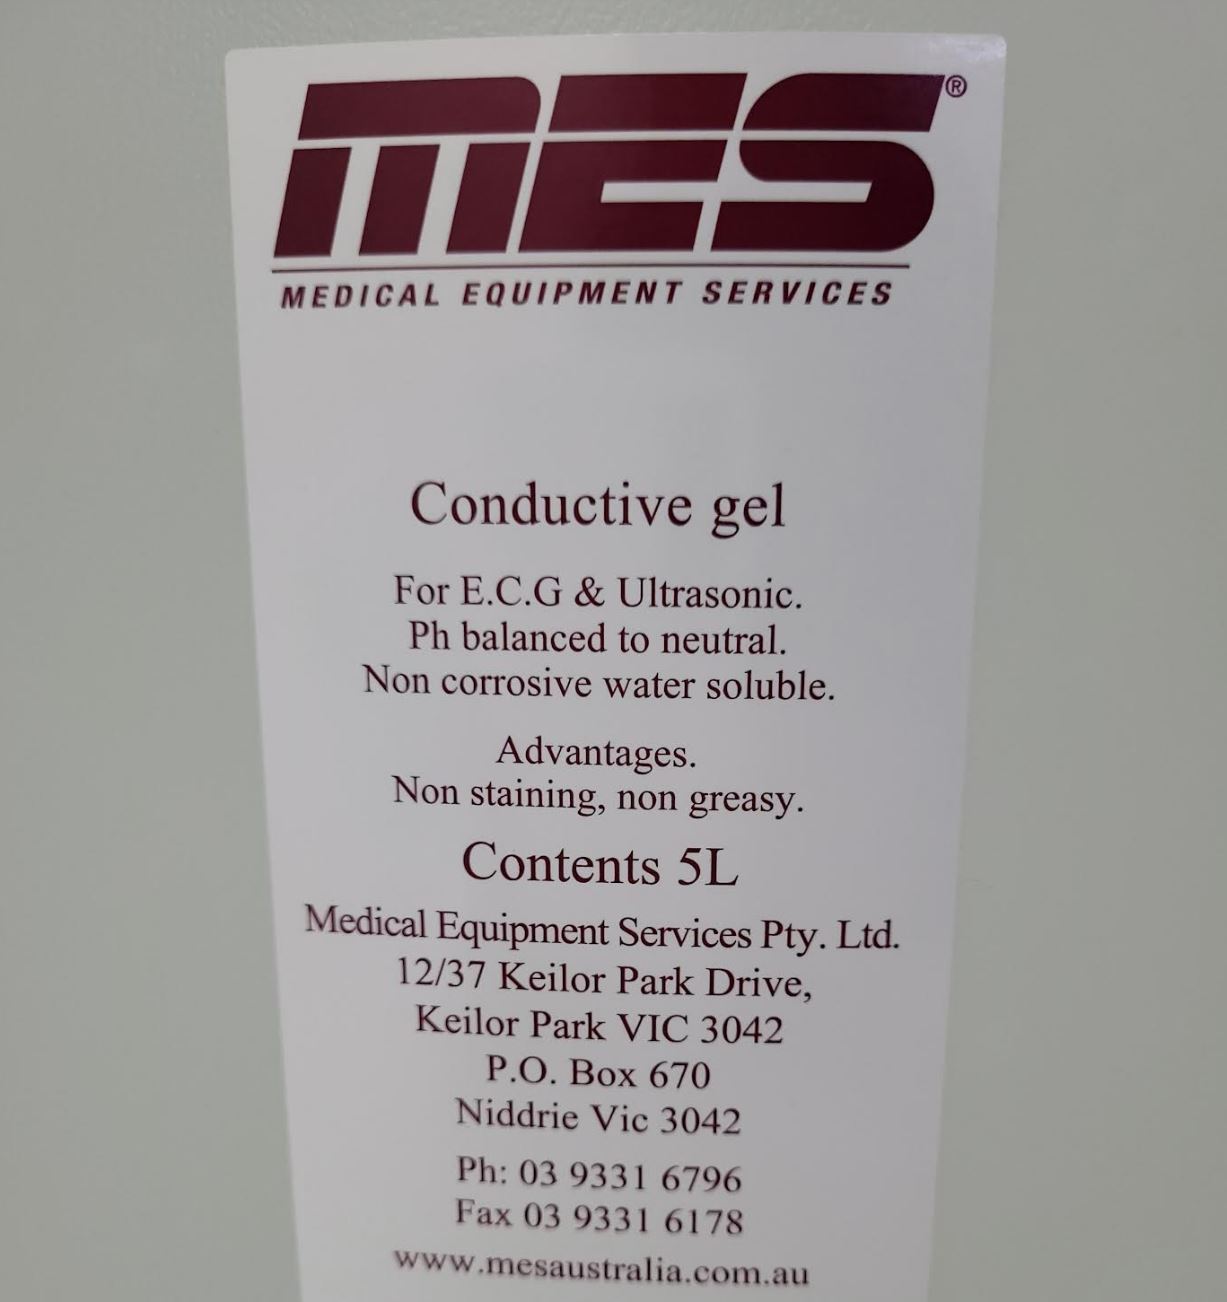 MES®
MEDICAL EQUIPMENT SERVICES
Conductive gel
For E.C.G & Ultrasonic.
Ph balanced to neutral.
Non corrosive water soluble.
Advantages.
Non staining, non greasy.
Contents 5L
Medical Equipment Services Pty. Ltd.
12/37 Keilor Park Drive,
Keilor Park VIC 3042
P.O. Box 670
Niddrie Vic 3042
Ph: 03 9331 6796
Fax 03 9331 6178
www.mesaustralia.com.au